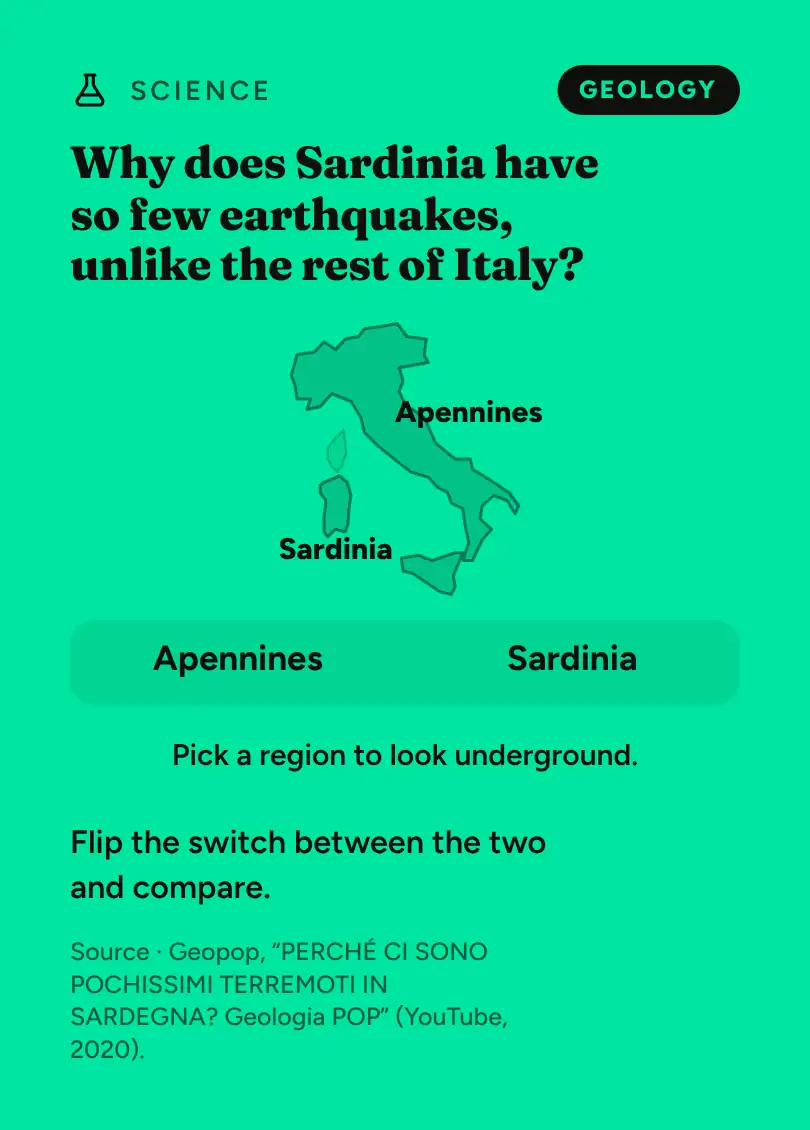 SCIENCE
GEOLOGY
Why does Sardinia have
so few earthquakes,
unlike the rest of Italy?
Apennines
Sardinia
Apennines
Sardinia
Pick a region to look underground.
Flip the switch between the two
and compare.
Source · Geopop, “PERCHÉ CI SONO
POCHISSIMI TERREMOTI IN
SARDEGNA? Geologia POP” (YouTube,
2020).